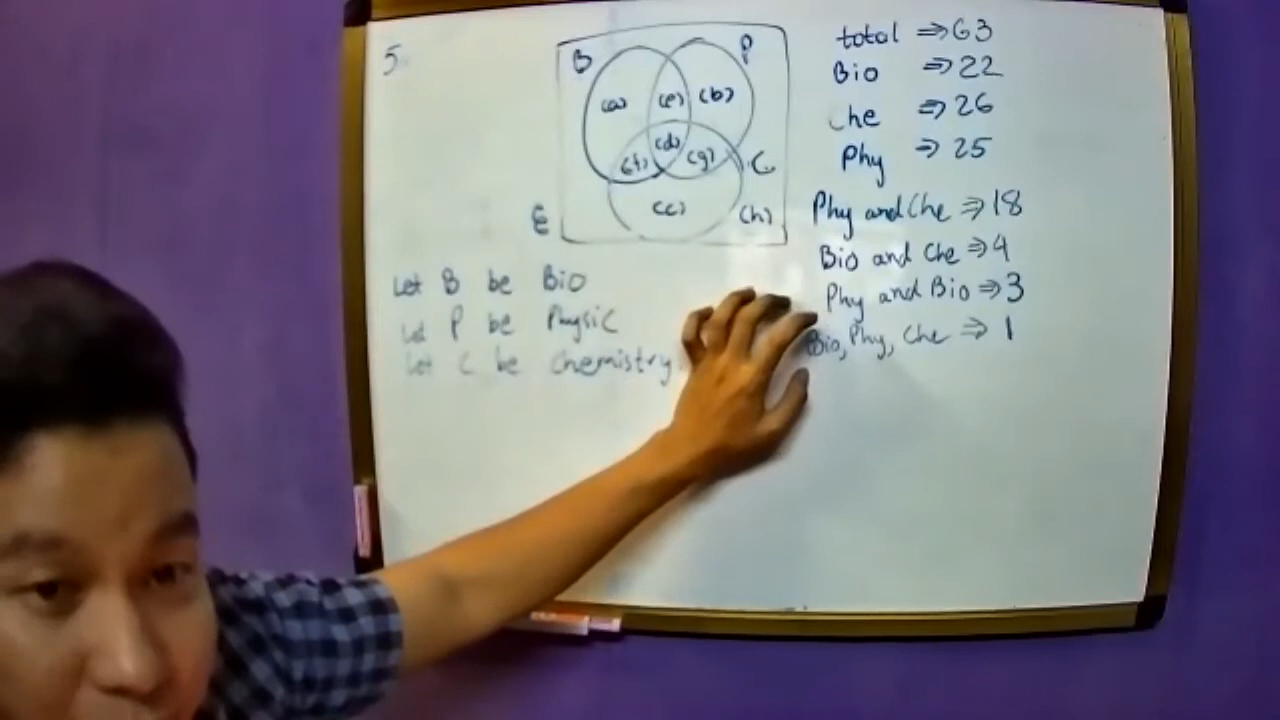 5.
B
P
(a)
(e)
(b)
(d)
(f)
(g)
C
(c)
(h)
ξ
Let B be Bio
Let P be Physic
Let C be Chemistry
total ⇒ 63
Bio ⇒ 22
Che ⇒ 26
Phy ⇒ 25
Phy and Che ⇒ 18
Bio and Che ⇒ 4
Phy and Bio ⇒ 3
Bio, Phy, Che ⇒ 1